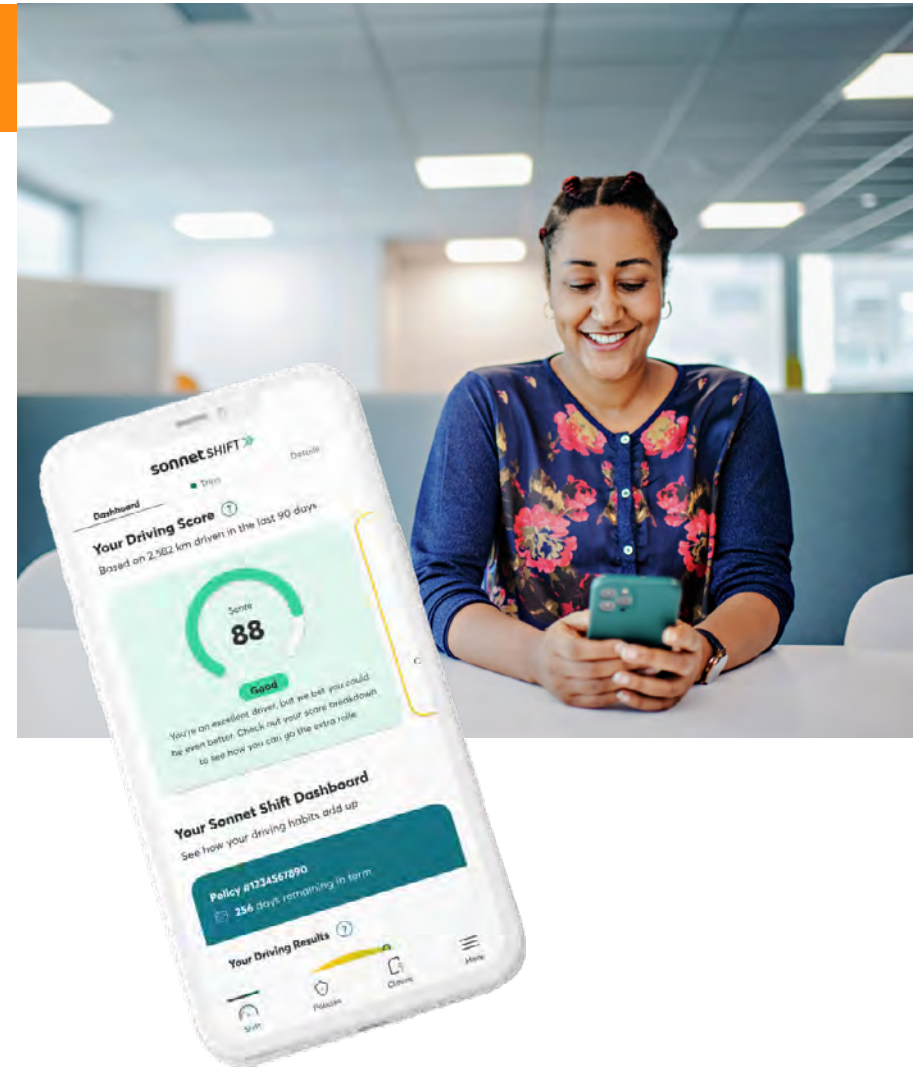 sonnet SHIFT
Dashboard
Trips
Details
Your Driving Score ?
Based on 2,582 km driven in the last 90 days
Score
88
Good
You're an excellent driver, but we bet you could
be even better. Check out your score breakdown
to see how you can go the extra mile
Your Sonnet Shift Dashboard
See how your driving habits add up
Policy #1234567890
256 days remaining in term
Your Driving Results ?
Shift
Policies
Claims
More